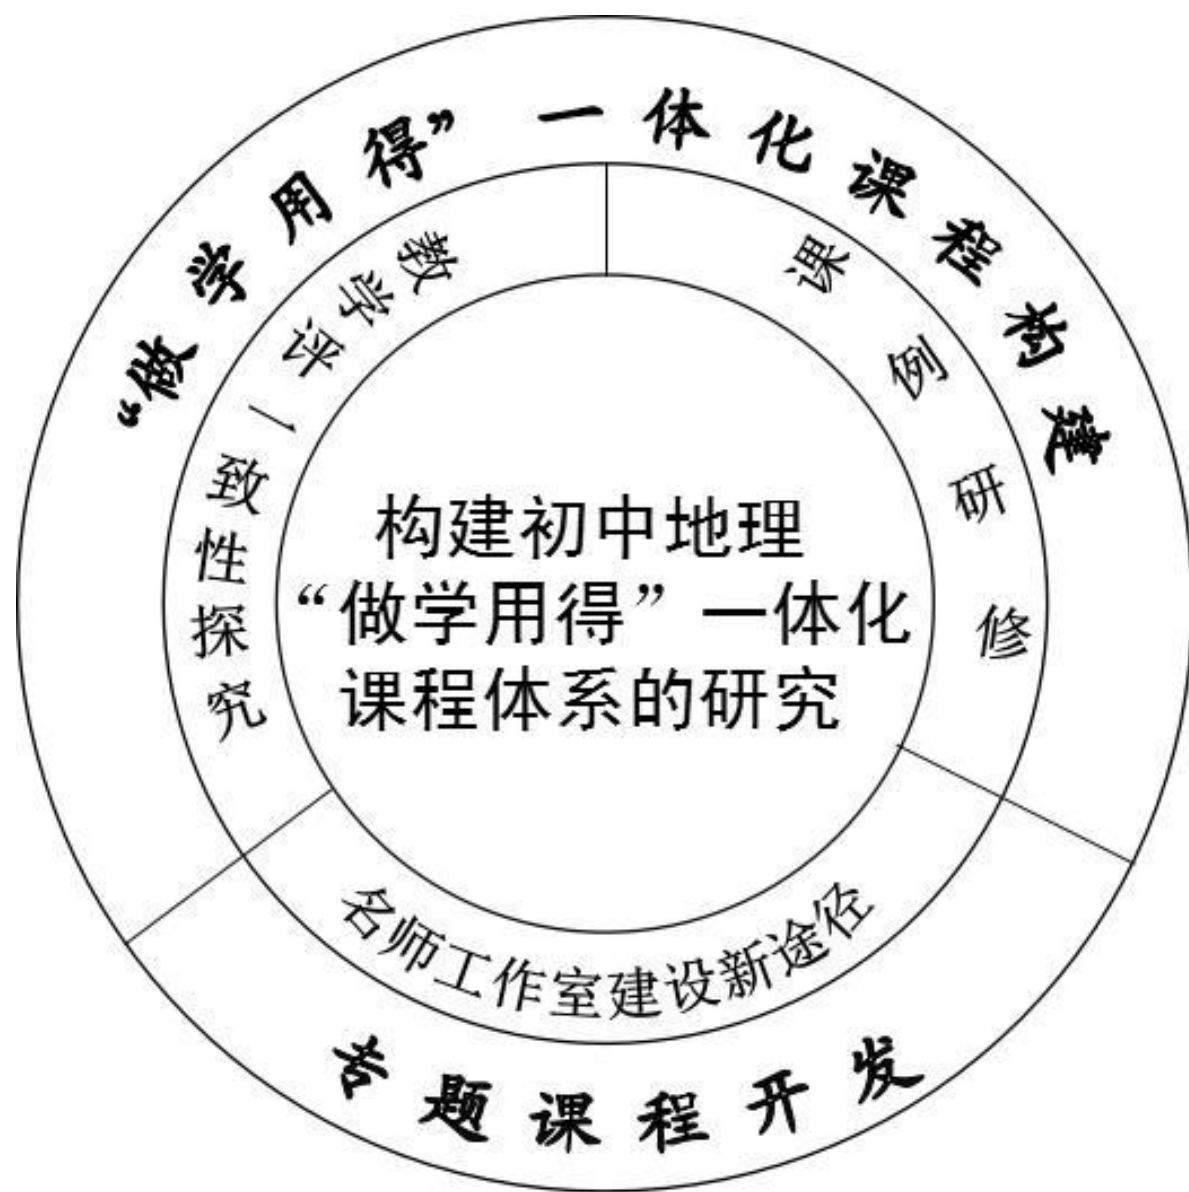 “做学用得”一体化课程构建
教学评一致性探究
课例研修
构建初中地理
“做学用得”一体化
课程体系的研究
名师工作室建设新途径
专题课程开发